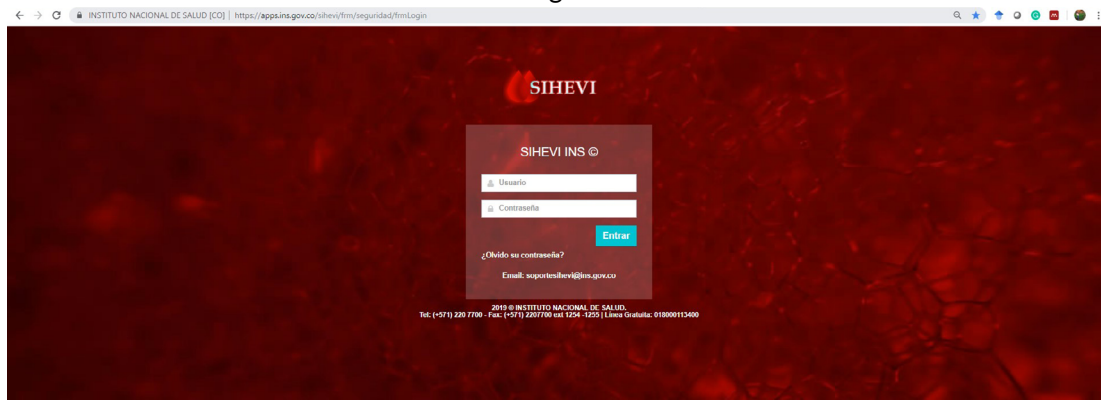 INSTITUTO NACIONAL DE SALUD [CO] | https://apps.ins.gov.co/sihevi/frm/seguridad/frmLogin
SIHEVI
SIHEVI INS ©
Usuario
Contraseña
Entrar
¿Olvido su contraseña?
Email: soportesihevi@ins.gov.co
2019 © INSTITUTO NACIONAL DE SALUD.
Tel: (+571) 220 7700 - Fax: (+571) 2207700 ext 1254 -1255 | Línea Gratuita: 018000113400